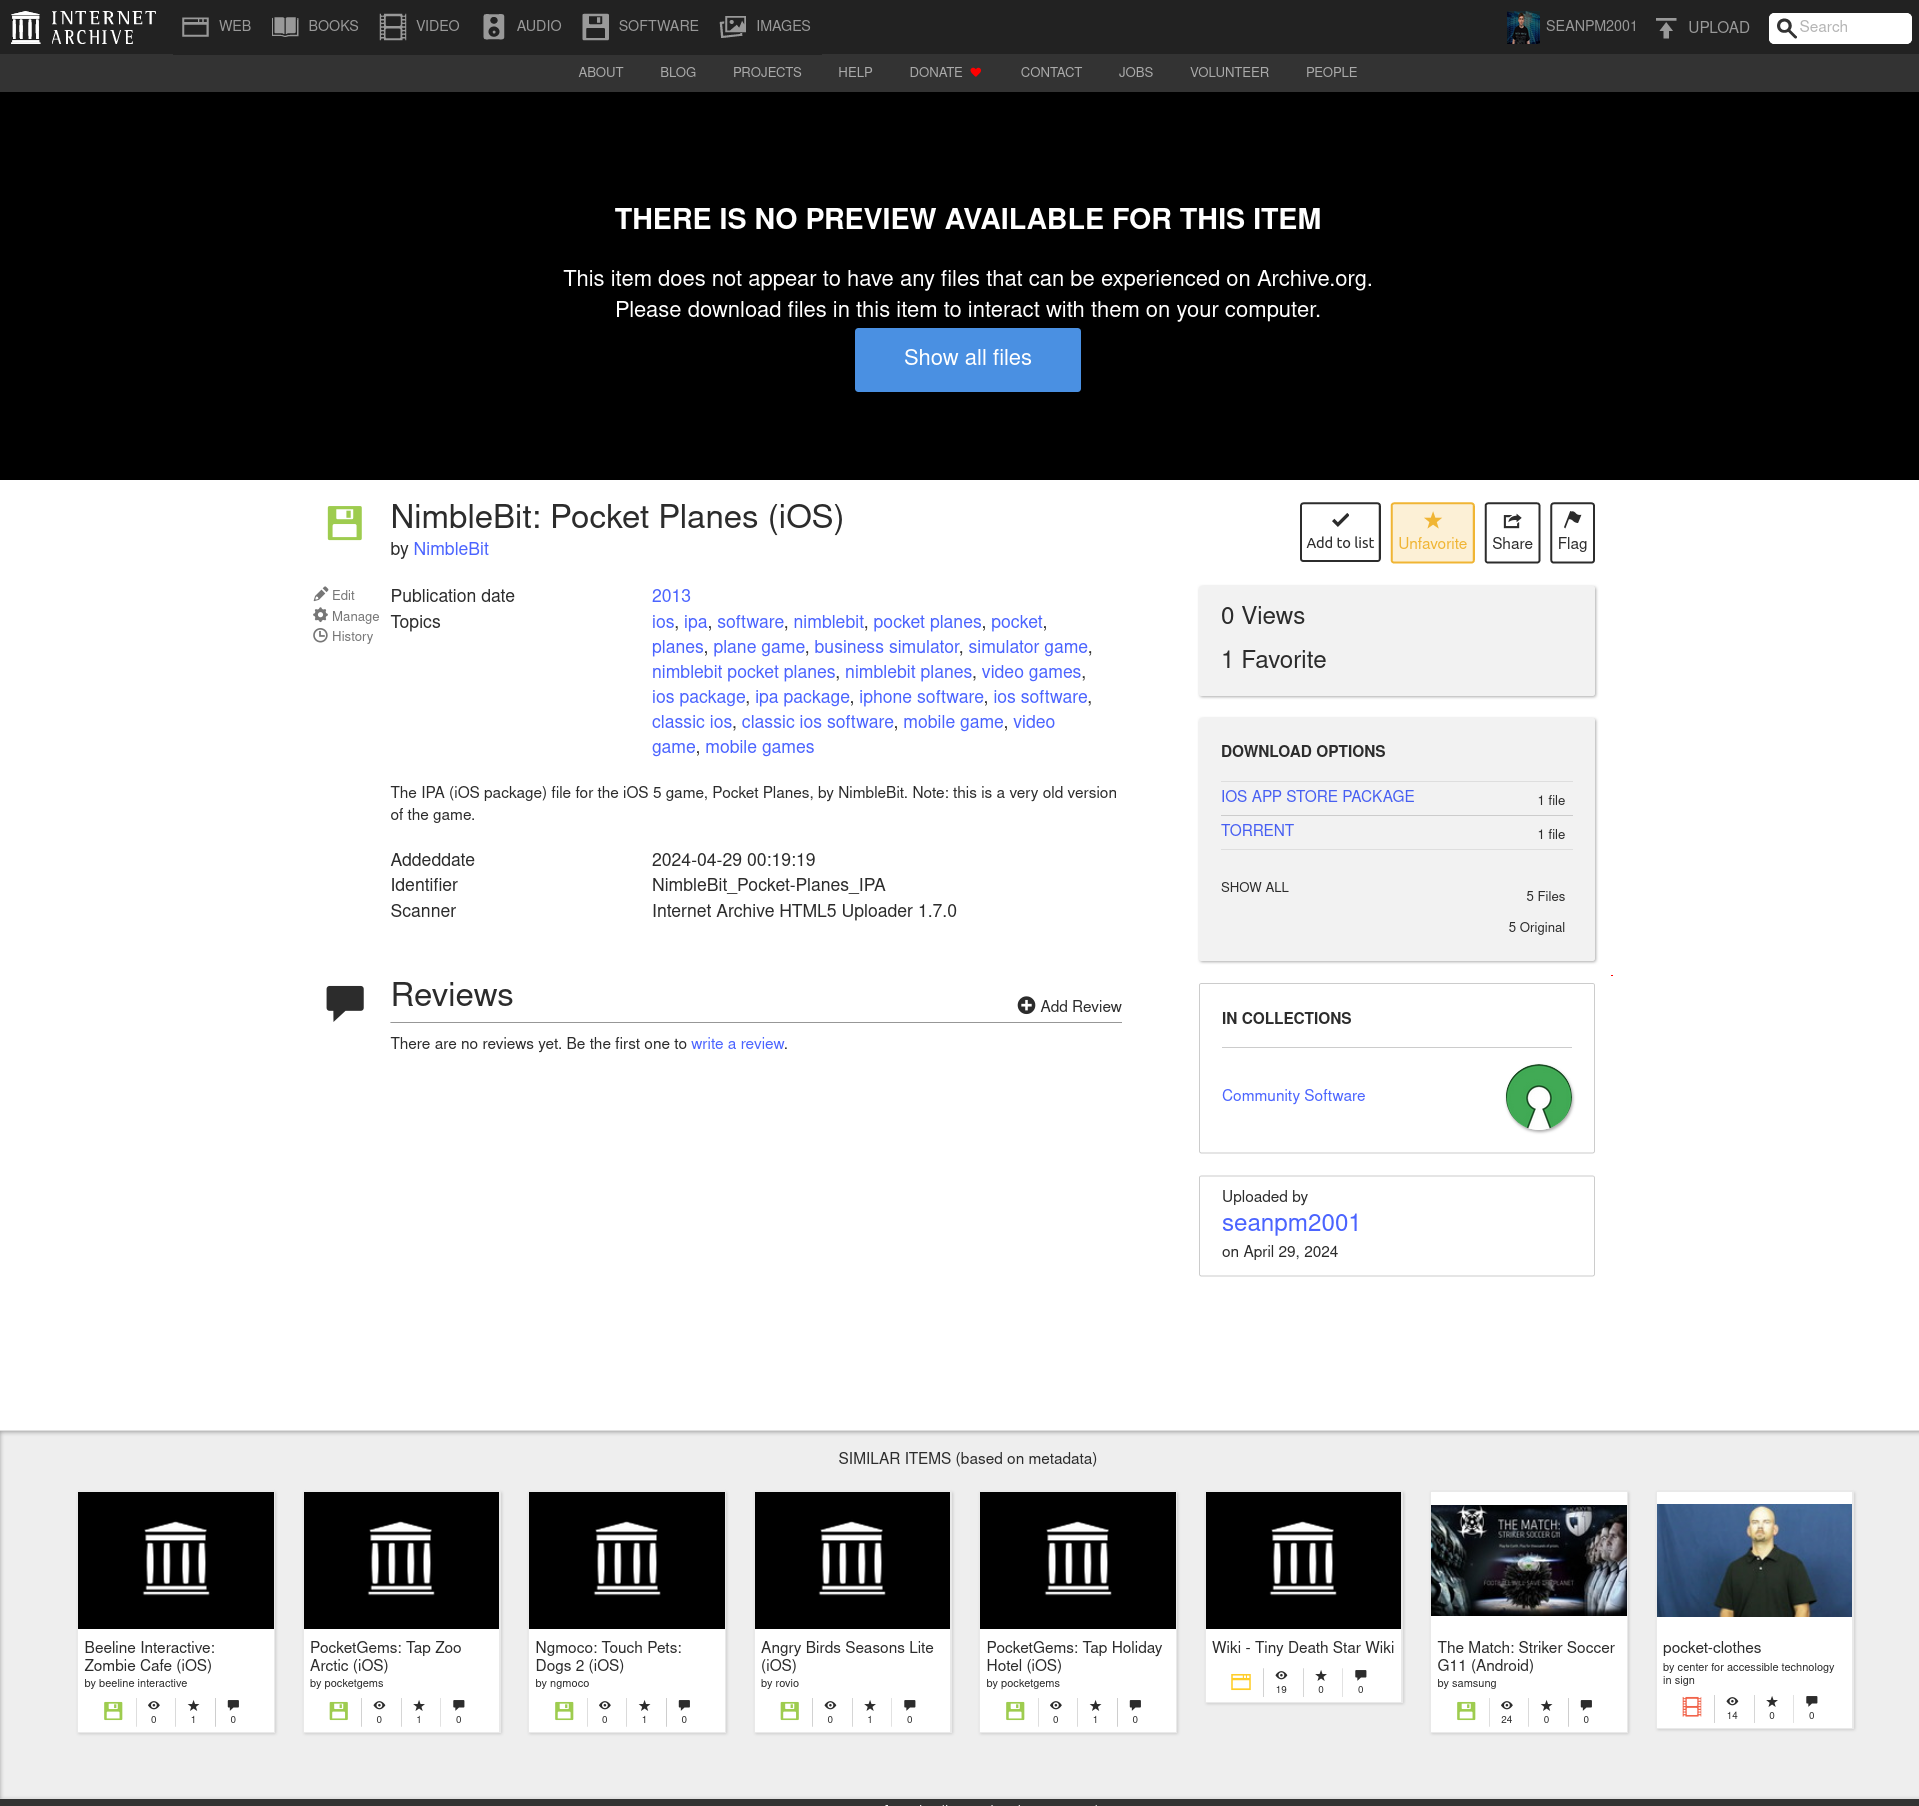 INTERNET ARCHIVE
WEB BOOKS VIDEO AUDIO SOFTWARE IMAGES SEANPM2001 UPLOAD Search
ABOUT BLOG PROJECTS HELP DONATE CONTACT JOBS VOLUNTEER PEOPLE
THERE IS NO PREVIEW AVAILABLE FOR THIS ITEM
This item does not appear to have any files that can be experienced on Archive.org.
Please download files in this item to interact with them on your computer.
Show all files
NimbleBit: Pocket Planes (iOS)
by NimbleBit
Edit
Manage
History
Publication date 2013
Topics ios, ipa, software, nimblebit, pocket planes, pocket,
planes, plane game, business simulator, simulator game,
nimblebit pocket planes, nimblebit planes, video games,
ios package, ipa package, iphone software, ios software,
classic ios, classic ios software, mobile game, video
game, mobile games
The IPA (iOS package) file for the iOS 5 game, Pocket Planes, by NimbleBit. Note: this is a very old version
of the game.
Addeddate 2024-04-29 00:19:19
Identifier NimbleBit_Pocket-Planes_IPA
Scanner Internet Archive HTML5 Uploader 1.7.0
Reviews
Add Review
There are no reviews yet. Be the first one to write a review.
Add to list Unfavorite Share Flag
0 Views
1 Favorite
DOWNLOAD OPTIONS
IOS APP STORE PACKAGE 1 file
TORRENT 1 file
SHOW ALL 5 Files
5 Original
IN COLLECTIONS
Community Software
Uploaded by
seanpm2001
on April 29, 2024
SIMILAR ITEMS (based on metadata)
Beeline Interactive:
Zombie Cafe (iOS)
by beeline interactive
0 1 0
PocketGems: Tap Zoo
Arctic (iOS)
by pocketgems
0 1 0
Ngmoco: Touch Pets:
Dogs 2 (iOS)
by ngmoco
0 1 0
Angry Birds Seasons Lite
(iOS)
by rovio
0 1 0
PocketGems: Tap Holiday
Hotel (iOS)
by pocketgems
0 1 0
Wiki - Tiny Death Star Wiki
19 0 0
THE MATCH:
STRIKER SOCCER G11
The Match: Striker Soccer
G11 (Android)
by samsung
24 0 0
pocket-clothes
by center for accessible technology
in sign
14 0 0